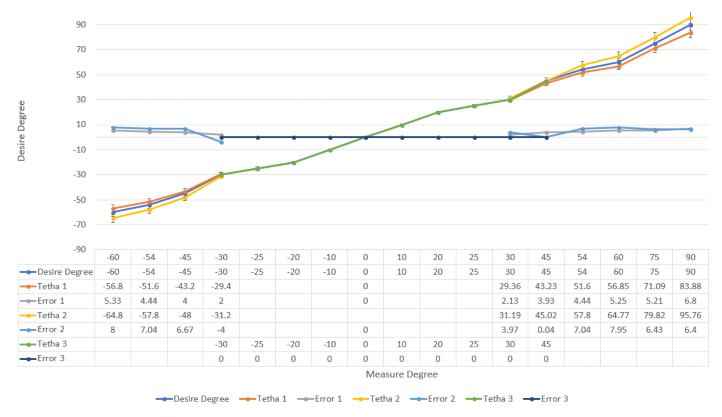 90
70
50
30
10
-10
-30
-50
-70
-90
Desire Degree
-60 -54 -45 -30 -25 -20 -10 0 10 20 25 30 45 54 60 75 90
Desire Degree -60 -54 -45 -30 -25 -20 -10 0 10 20 25 30 45 54 60 75 90
Tetha 1 -56.8 -51.6 -43.2 -29.4 0 29.36 43.23 51.6 56.85 71.09 83.88
Error 1 5.33 4.44 4 2 0 2.13 3.93 4.44 5.25 5.21 6.8
Tetha 2 -64.8 -57.8 -48 -31.2 0 31.19 45.02 57.8 64.77 79.82 95.76
Error 2 8 7.04 6.67 -4 0 3.97 0.04 7.04 7.95 6.43 6.4
Tetha 3 -30 -25 -20 -10 0 10 20 25 30 45
Error 3 0 0 0 0 0 0 0 0 0 0
Measure Degree
Desire Degree Tetha 1 Error 1 Tetha 2 Error 2 Tetha 3 Error 3